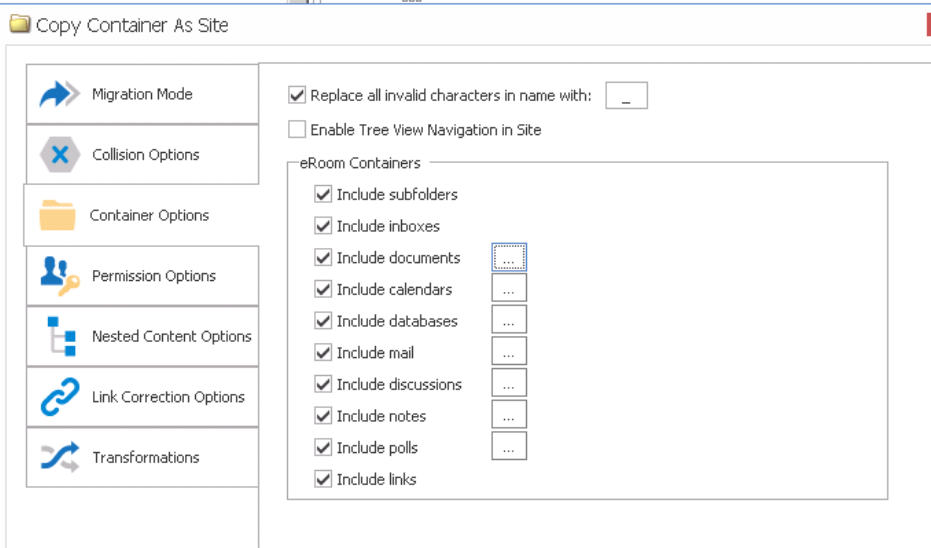 Copy Container As Site
Migration Mode
Collision Options
Container Options
Permission Options
Nested Content Options
Link Correction Options
Transformations
Replace all invalid characters in name with: _
Enable Tree View Navigation in Site
eRoom Containers
Include subfolders
Include inboxes
Include documents ...
Include calendars ...
Include databases ...
Include mail ...
Include discussions ...
Include notes ...
Include polls ...
Include links